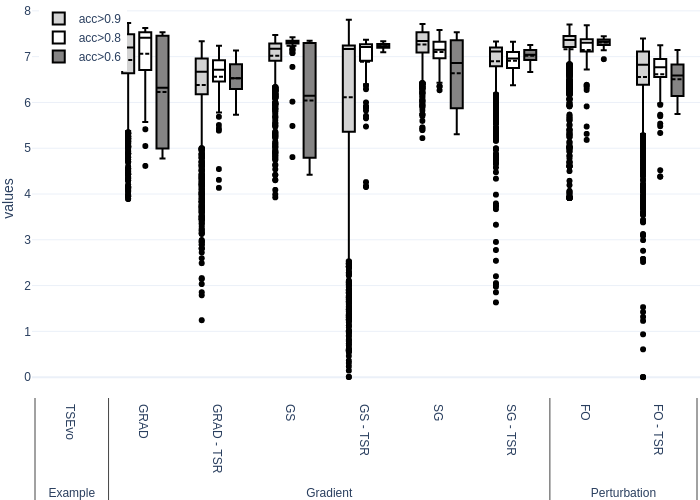 8
7
6
5
4
3
2
1
0
values
acc>0.9
acc>0.8
acc>0.6
TSEvo
GRAD
GRAD - TSR
GS
GS - TSR
SG
SG - TSR
FO
FO - TSR
Example
Gradient
Perturbation